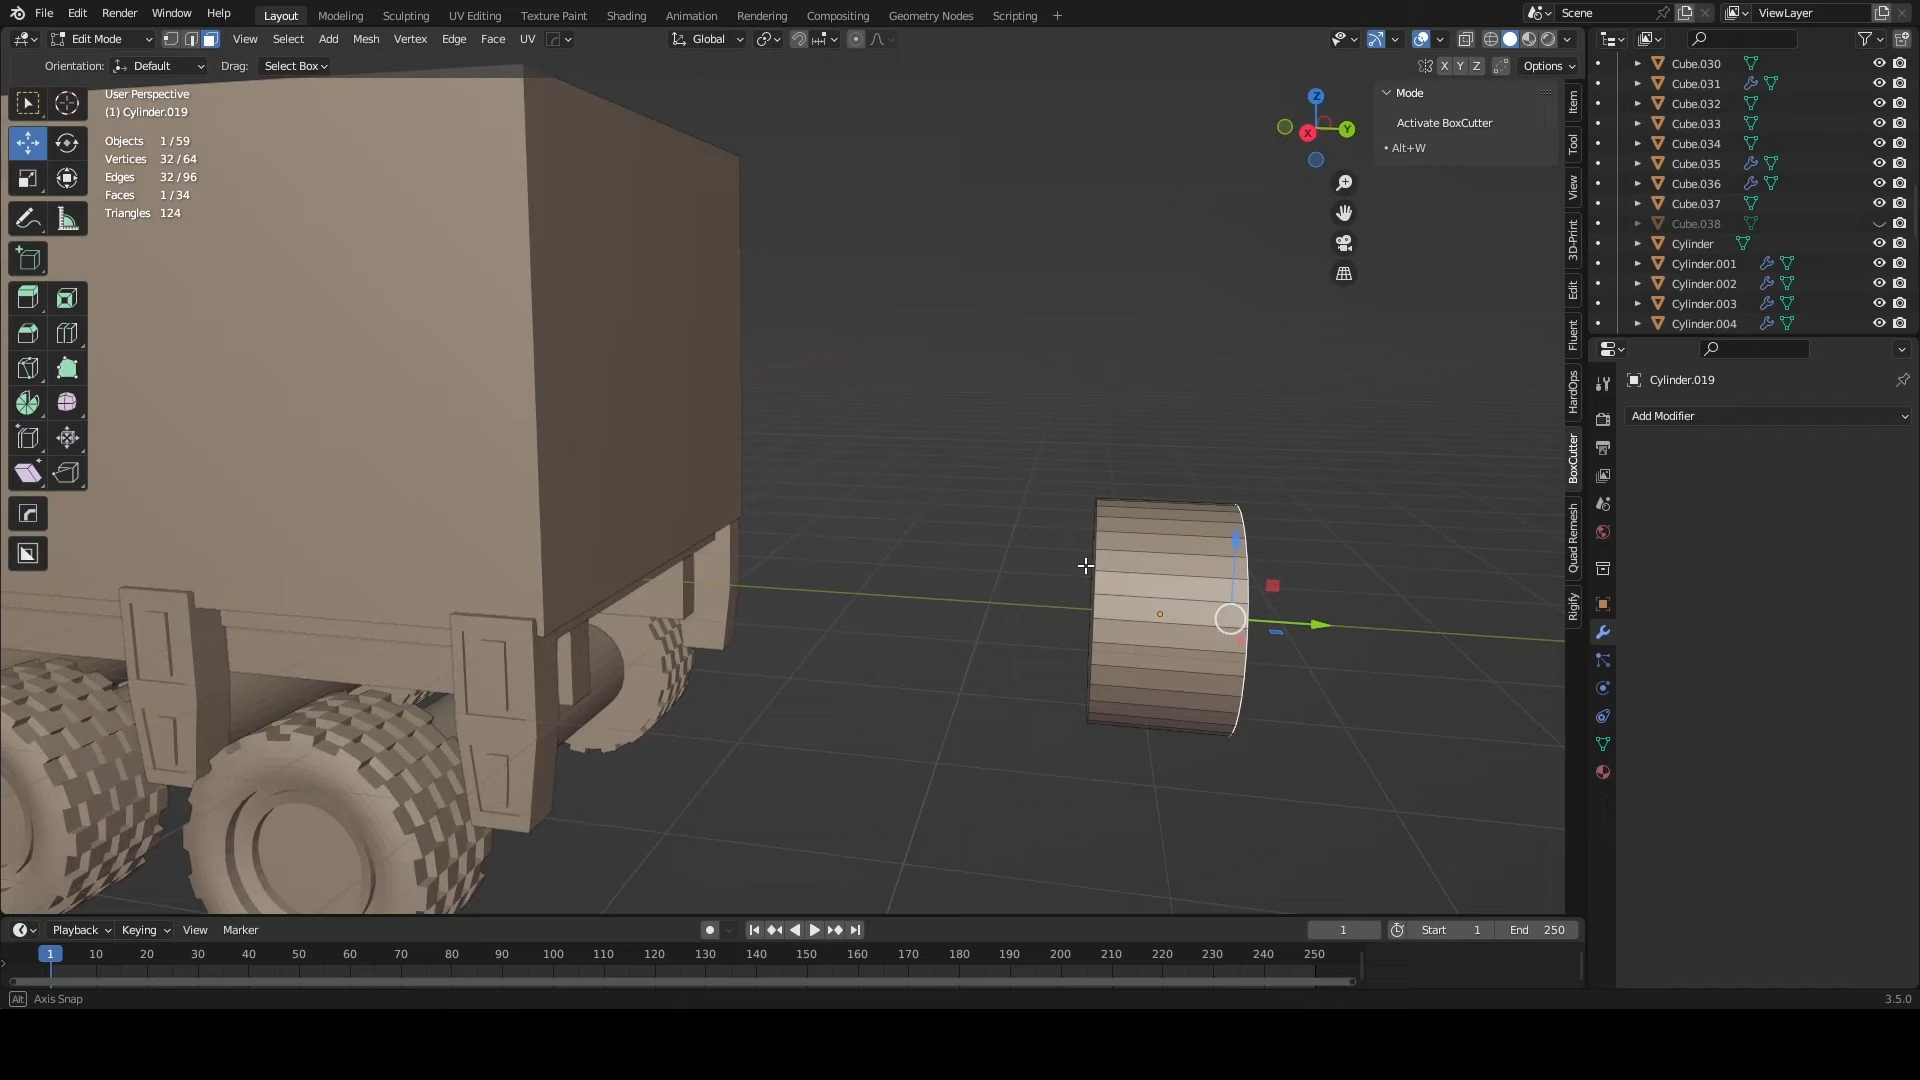 File Edit Render Window Help Layout Modeling Sculpting UV Editing Texture Paint Shading Animation Rendering Compositing Geometry Nodes Scripting Scene ViewLayer
Edit Mode View Select Add Mesh Vertex Edge Face UV Global
Orientation: Default Drag: Select Box X Y Z Options
User Perspective
(1) Cylinder.019
Objects 1/59
Vertices 32/64
Edges 32/96
Faces 1/34
Triangles 124
Z
X
Y
Mode
Activate BoxCutter
• Alt+W
Item
Tool
View
3D-Print
Edit
Fluent
HardOps
BoxCutter
Quad Remesh
Rigify
Cube.030
Cube.031
Cube.032
Cube.033
Cube.034
Cube.035
Cube.036
Cube.037
Cube.038
Cylinder
Cylinder.001
Cylinder.002
Cylinder.003
Cylinder.004
Cylinder.019
Add Modifier
Playback Keying View Marker 1 Start 1 End 250
1 10 20 30 40 50 60 70 80 90 100 110 120 130 140 150 160 170 180 190 200 210 220 230 240 250
Alt Axis Snap 3.5.0